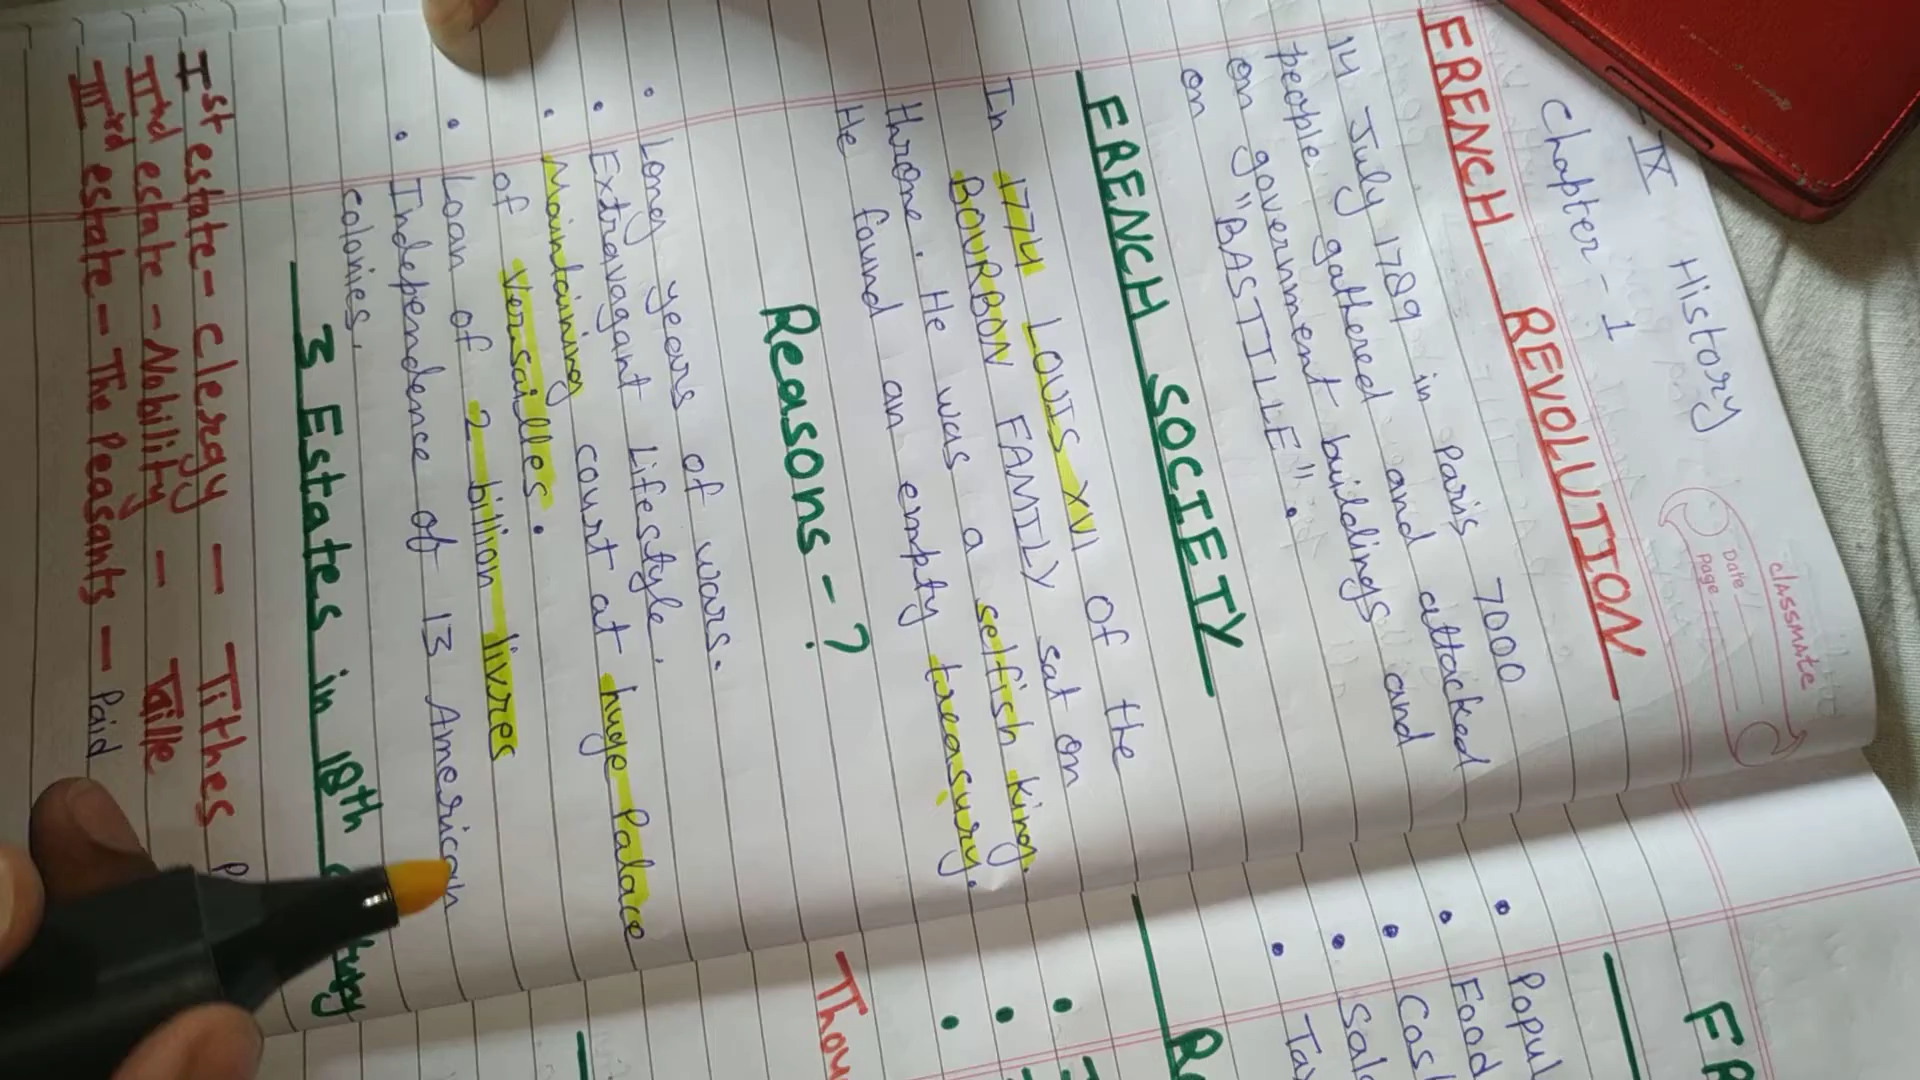 IX History
Chapter - 1
classmate
Date
Page
FRENCH REVOLUTION
14 July 1789 in Paris 7000
people gathered and attacked
on government buildings and
on "BASTILLE".
FRENCH SOCIETY
In 1774 LOUIS XVI of the
BOURBON FAMILY sat on
throne. He was a selfish king.
He found an empty treasury.
Reasons - ?
• Long years of wars.
• Extravagant Lifestyle.
• Maintaining court at huge Palace
of Versailles.
• Loan of 2 billion livres
• Independence of 13 American
colonies.
3 Estates in 18th
Ist estate - Clergy - Tithes
IInd estate - Nobility - Taille
IIIrd estate - The Peasants - Paid
FR
• Popul
• Food
•
• Sal
• Tax
R
Thou